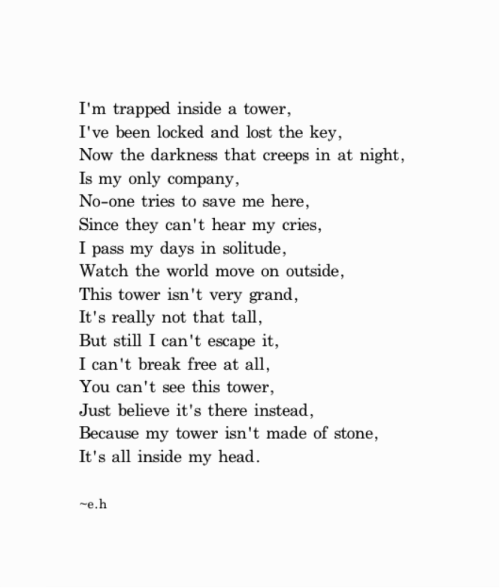 I'm trapped inside a tower,
I've been locked and lost the key,
Now the darkness that creeps in at night,
Is my only company,
No-one tries to save me here,
Since they can't hear my cries,
I pass my days in solitude,
Watch the world move on outside,
This tower isn't very grand,
It's really not that tall,
But still I can't escape it,
I can't break free at all,
You can't see this tower,
Just believe it's there instead,
Because my tower isn't made of stone,
It's all inside my head.
~e.h